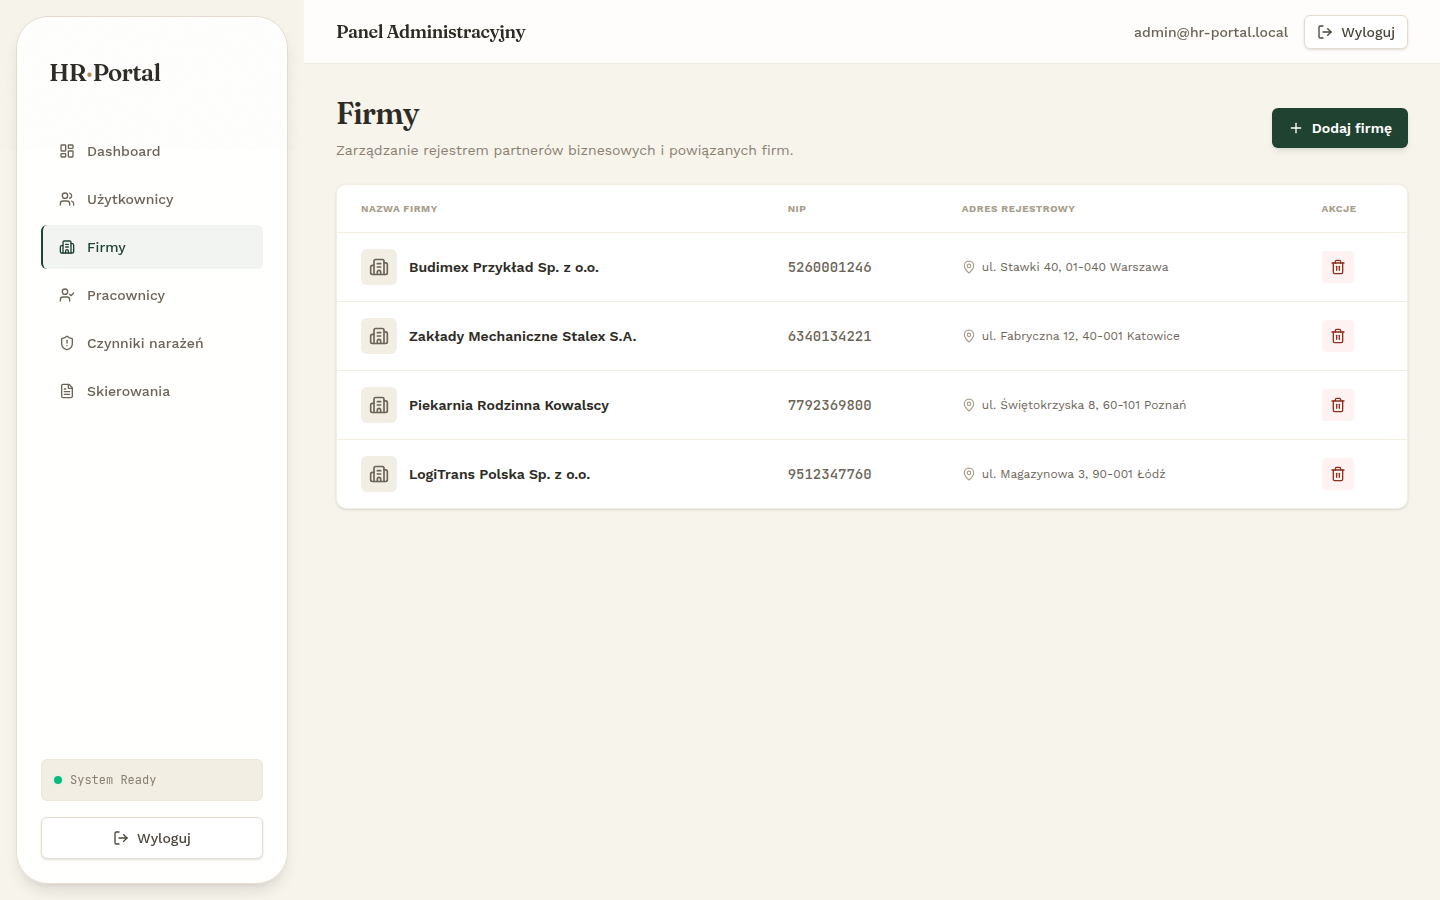 HR·Portal
Dashboard
Użytkownicy
Firmy
Pracownicy
Czynniki narażeń
Skierowania
System Ready
Wyloguj
Panel Administracyjny
admin@hr-portal.local
Wyloguj
Firmy
Zarządzanie rejestrem partnerów biznesowych i powiązanych firm.
Dodaj firmę
NAZWA FIRMY NIP ADRES REJESTROWY AKCJE
Budimex Przykład Sp. z o.o. 5260001246 ul. Stawki 40, 01-040 Warszawa
Zakłady Mechaniczne Stalex S.A. 6340134221 ul. Fabryczna 12, 40-001 Katowice
Piekarnia Rodzinna Kowalscy 7792369800 ul. Świętokrzyska 8, 60-101 Poznań
LogiTrans Polska Sp. z o.o. 9512347760 ul. Magazynowa 3, 90-001 Łódź